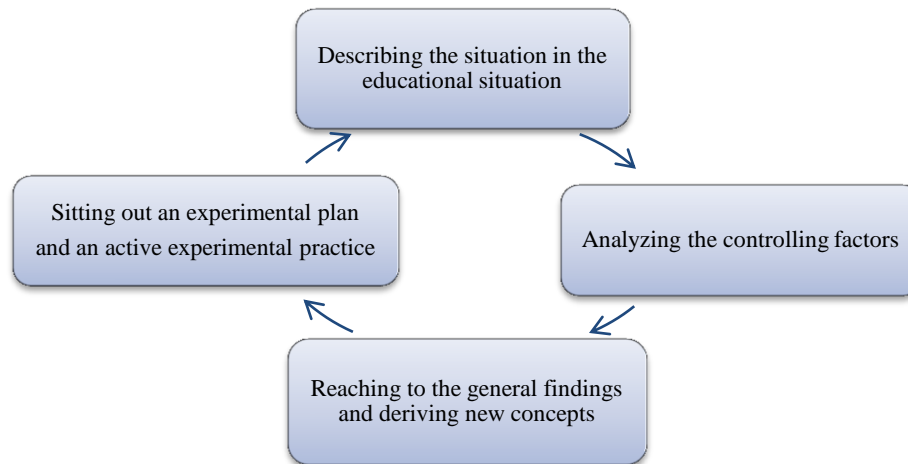 Describing the situation in the
educational situation
Analyzing the controlling factors
Reaching to the general findings
and deriving new concepts
Sitting out an experimental plan
and an active experimental practice